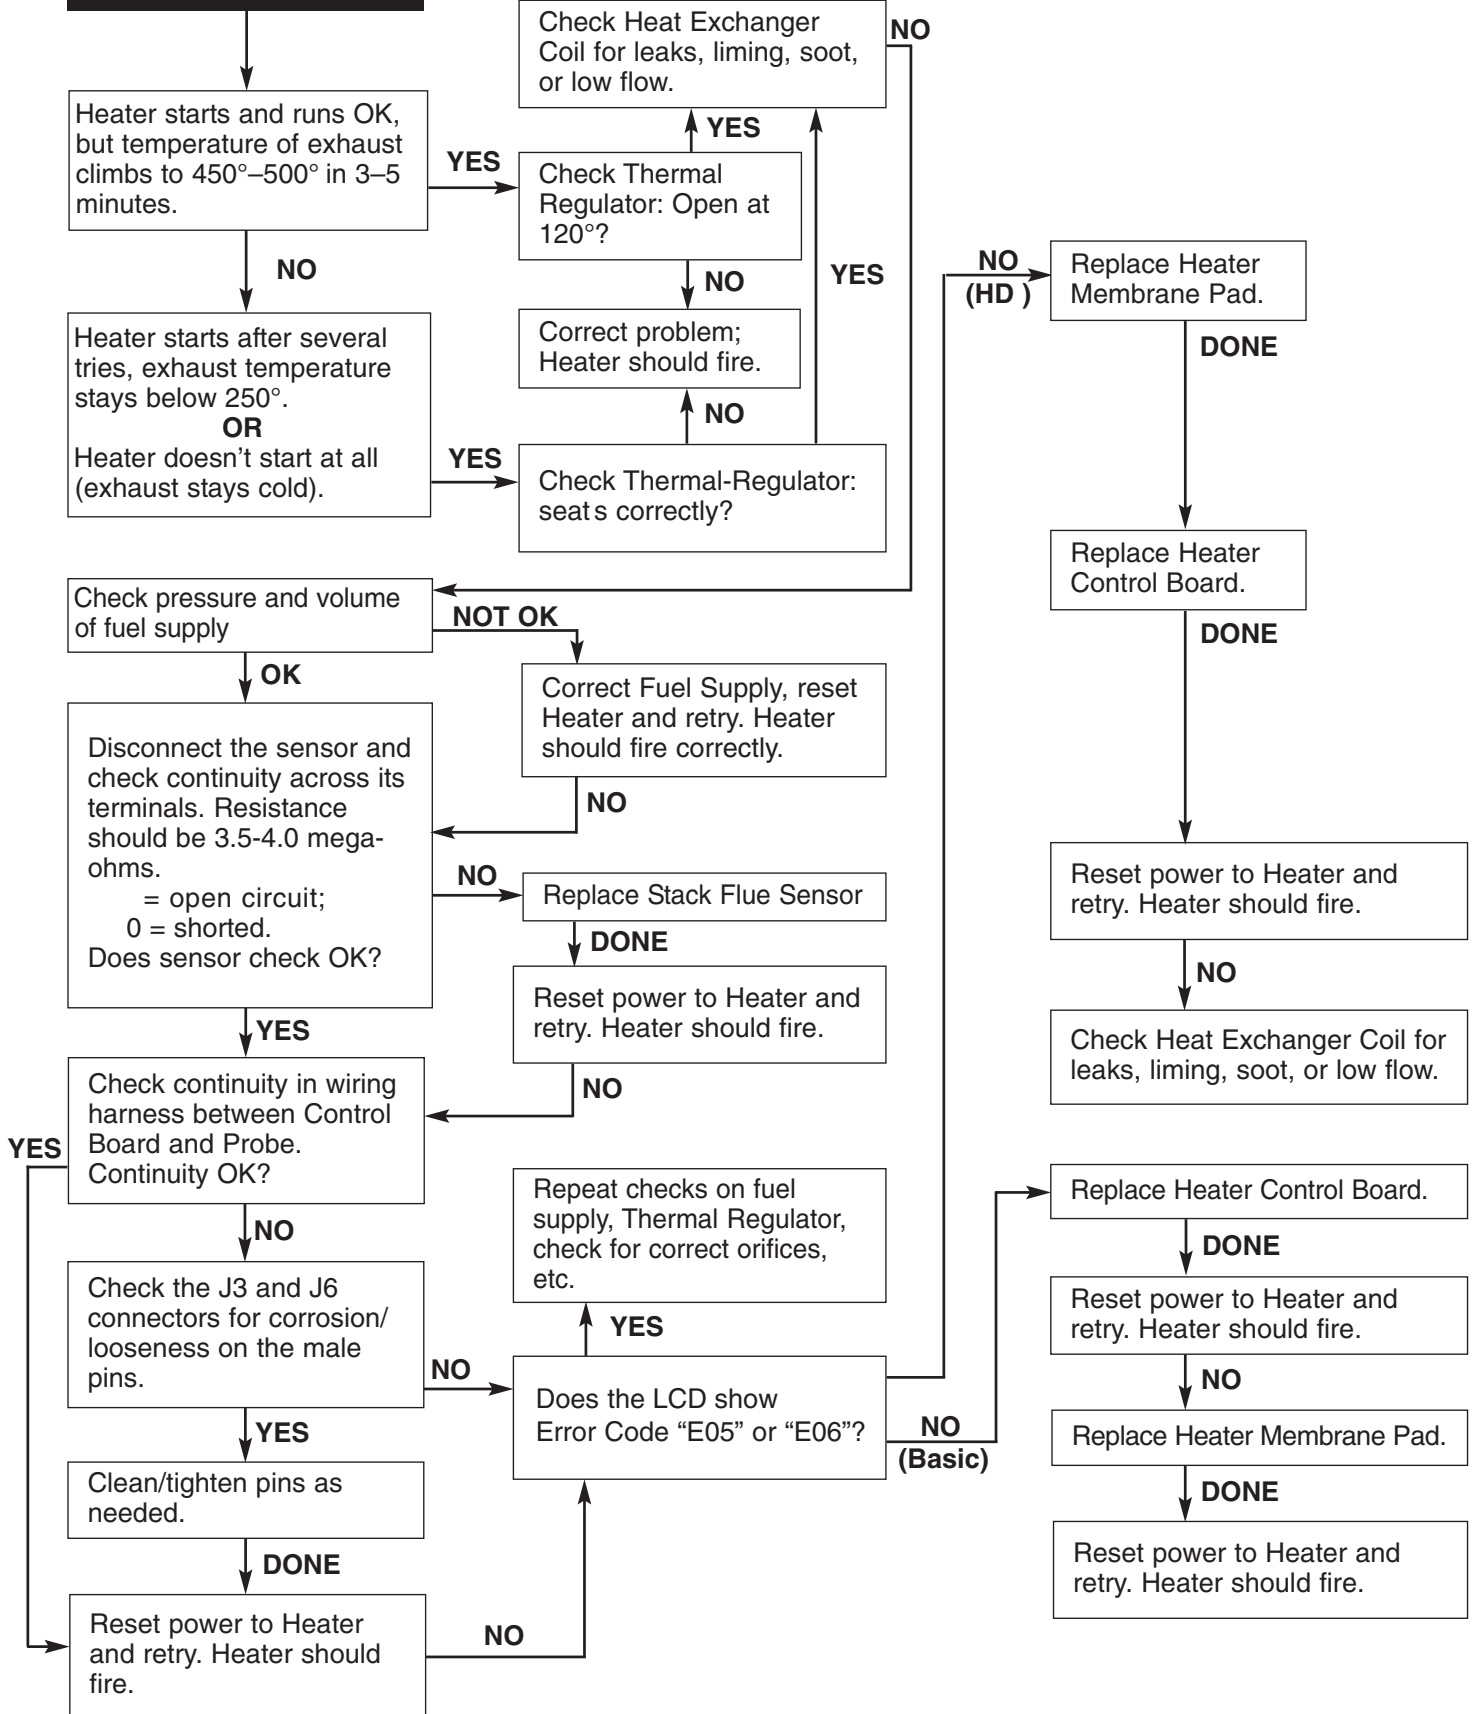 Check Heat Exchanger
Coil for leaks, liming, soot,
or low flow.
NO
Heater starts and runs OK,
but temperature of exhaust
climbs to 450°–500° in 3–5
minutes.
YES
YES
Check Thermal
Regulator: Open at
120°?
NO
NO
YES
Correct problem;
Heater should fire.
NO
Heater starts after several
tries, exhaust temperature
stays below 250°.
OR
Heater doesn't start at all
(exhaust stays cold).
YES
Check Thermal-Regulator:
seat s correctly?
Check pressure and volume
of fuel supply
NOT OK
OK
Correct Fuel Supply, reset
Heater and retry. Heater
should fire correctly.
NO
Disconnect the sensor and
check continuity across its
terminals. Resistance
should be 3.5-4.0 mega-
ohms.
= open circuit;
0 = shorted.
Does sensor check OK?
NO
Replace Stack Flue Sensor
DONE
Reset power to Heater and
retry. Heater should fire.
NO
YES
Check continuity in wiring
harness between Control
Board and Probe.
Continuity OK?
YES
NO
Check the J3 and J6
connectors for corrosion/
looseness on the male
pins.
NO
YES
Clean/tighten pins as
needed.
DONE
Reset power to Heater
and retry. Heater should
fire.
NO
Repeat checks on fuel
supply, Thermal Regulator,
check for correct orifices,
etc.
YES
Does the LCD show
Error Code “E05” or “E06”?
NO
(HD )
Replace Heater
Membrane Pad.
DONE
Replace Heater
Control Board.
DONE
Reset power to Heater and
retry. Heater should fire.
NO
Check Heat Exchanger Coil for
leaks, liming, soot, or low flow.
NO
(Basic)
Replace Heater Control Board.
DONE
Reset power to Heater and
retry. Heater should fire.
NO
Replace Heater Membrane Pad.
DONE
Reset power to Heater and
retry. Heater should fire.